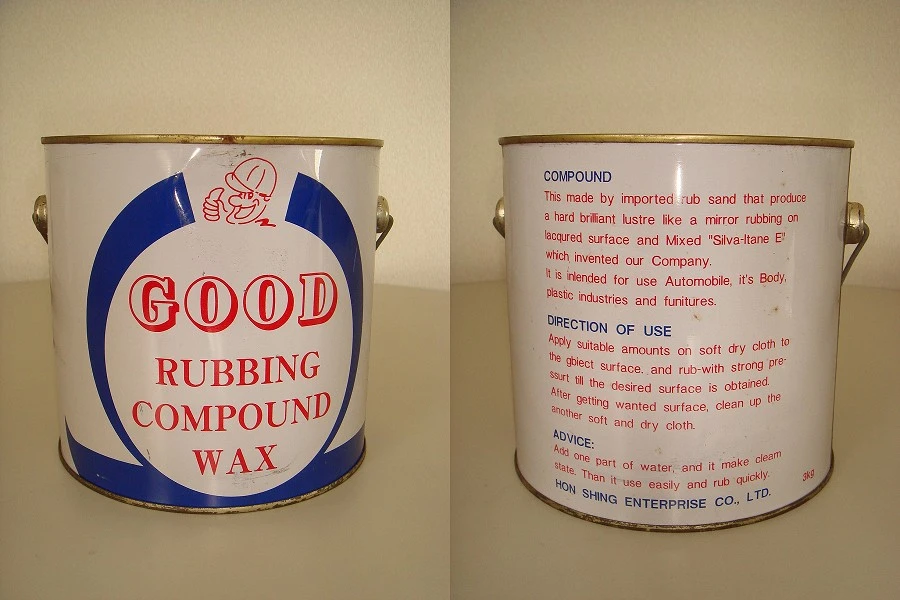 GOOD
RUBBING
COMPOUND
WAX
COMPOUND
This made by imported rub sand that produce
a hard brilliant lustre like a mirror rubbing on
lacqured surface and Mixed "Silva-Itane E"
which invented our Company.
It is inlended for use Automobile, it's Body,
plastic industries and funitures.
DIRECTION OF USE
Apply suitable amounts on soft dry cloth to
the gbiect surface. and rub-with strong pre-
ssurt till the desired surface is obtained.
After getting wanted surface, clean up the
another soft and dry cloth.
ADVICE:
Add one part of water, and it make cleam
state. Than it use easily and rub quickly.
3kg
HON SHING ENTERPRISE CO., LTD.